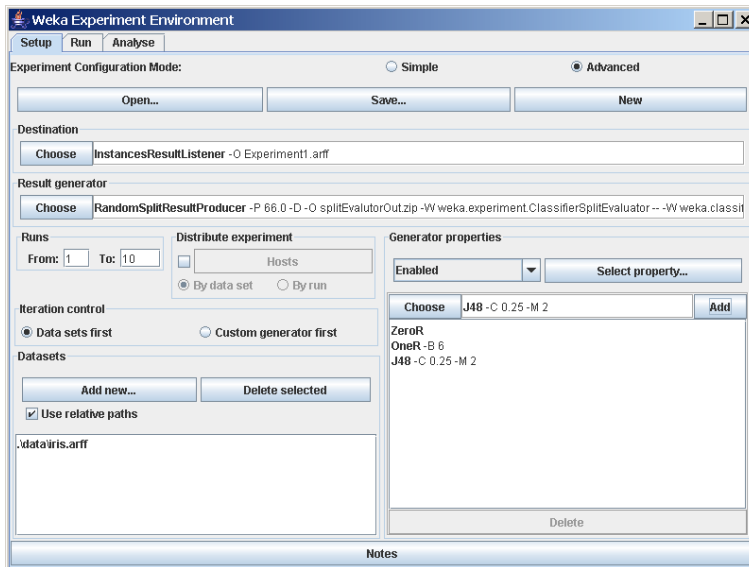 Weka Experiment Environment
Setup Run Analyse
Experiment Configuration Mode: Simple Advanced
Open... Save... New
Destination
Choose InstancesResultListener -O Experiment1.arff
Result generator
Choose RandomSplitResultProducer -P 66.0 -D -O splitEvalutorOut.zip -W weka.experiment.ClassifierSplitEvaluator -- -W weka.classif
Runs
From: 1 To: 10
Distribute experiment
Hosts
By data set By run
Generator properties
Enabled Select property...
Iteration control
Data sets first Custom generator first
Choose J48 -C 0.25 -M 2 Add
ZeroR
OneR -B 6
J48 -C 0.25 -M 2
Datasets
Add new... Delete selected
Use relative paths
.\data\iris.arff
Delete
Notes